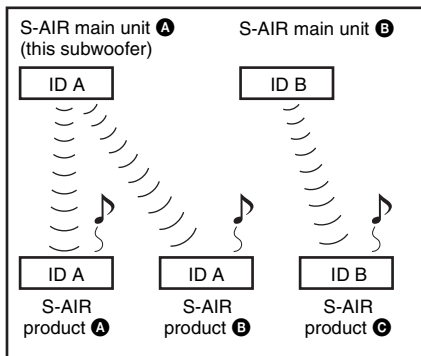 S-AIR main unit A
(this subwoofer)
S-AIR main unit B
ID A
ID B
ID A
ID A
ID B
S-AIR
product A
S-AIR
product B
S-AIR
product C